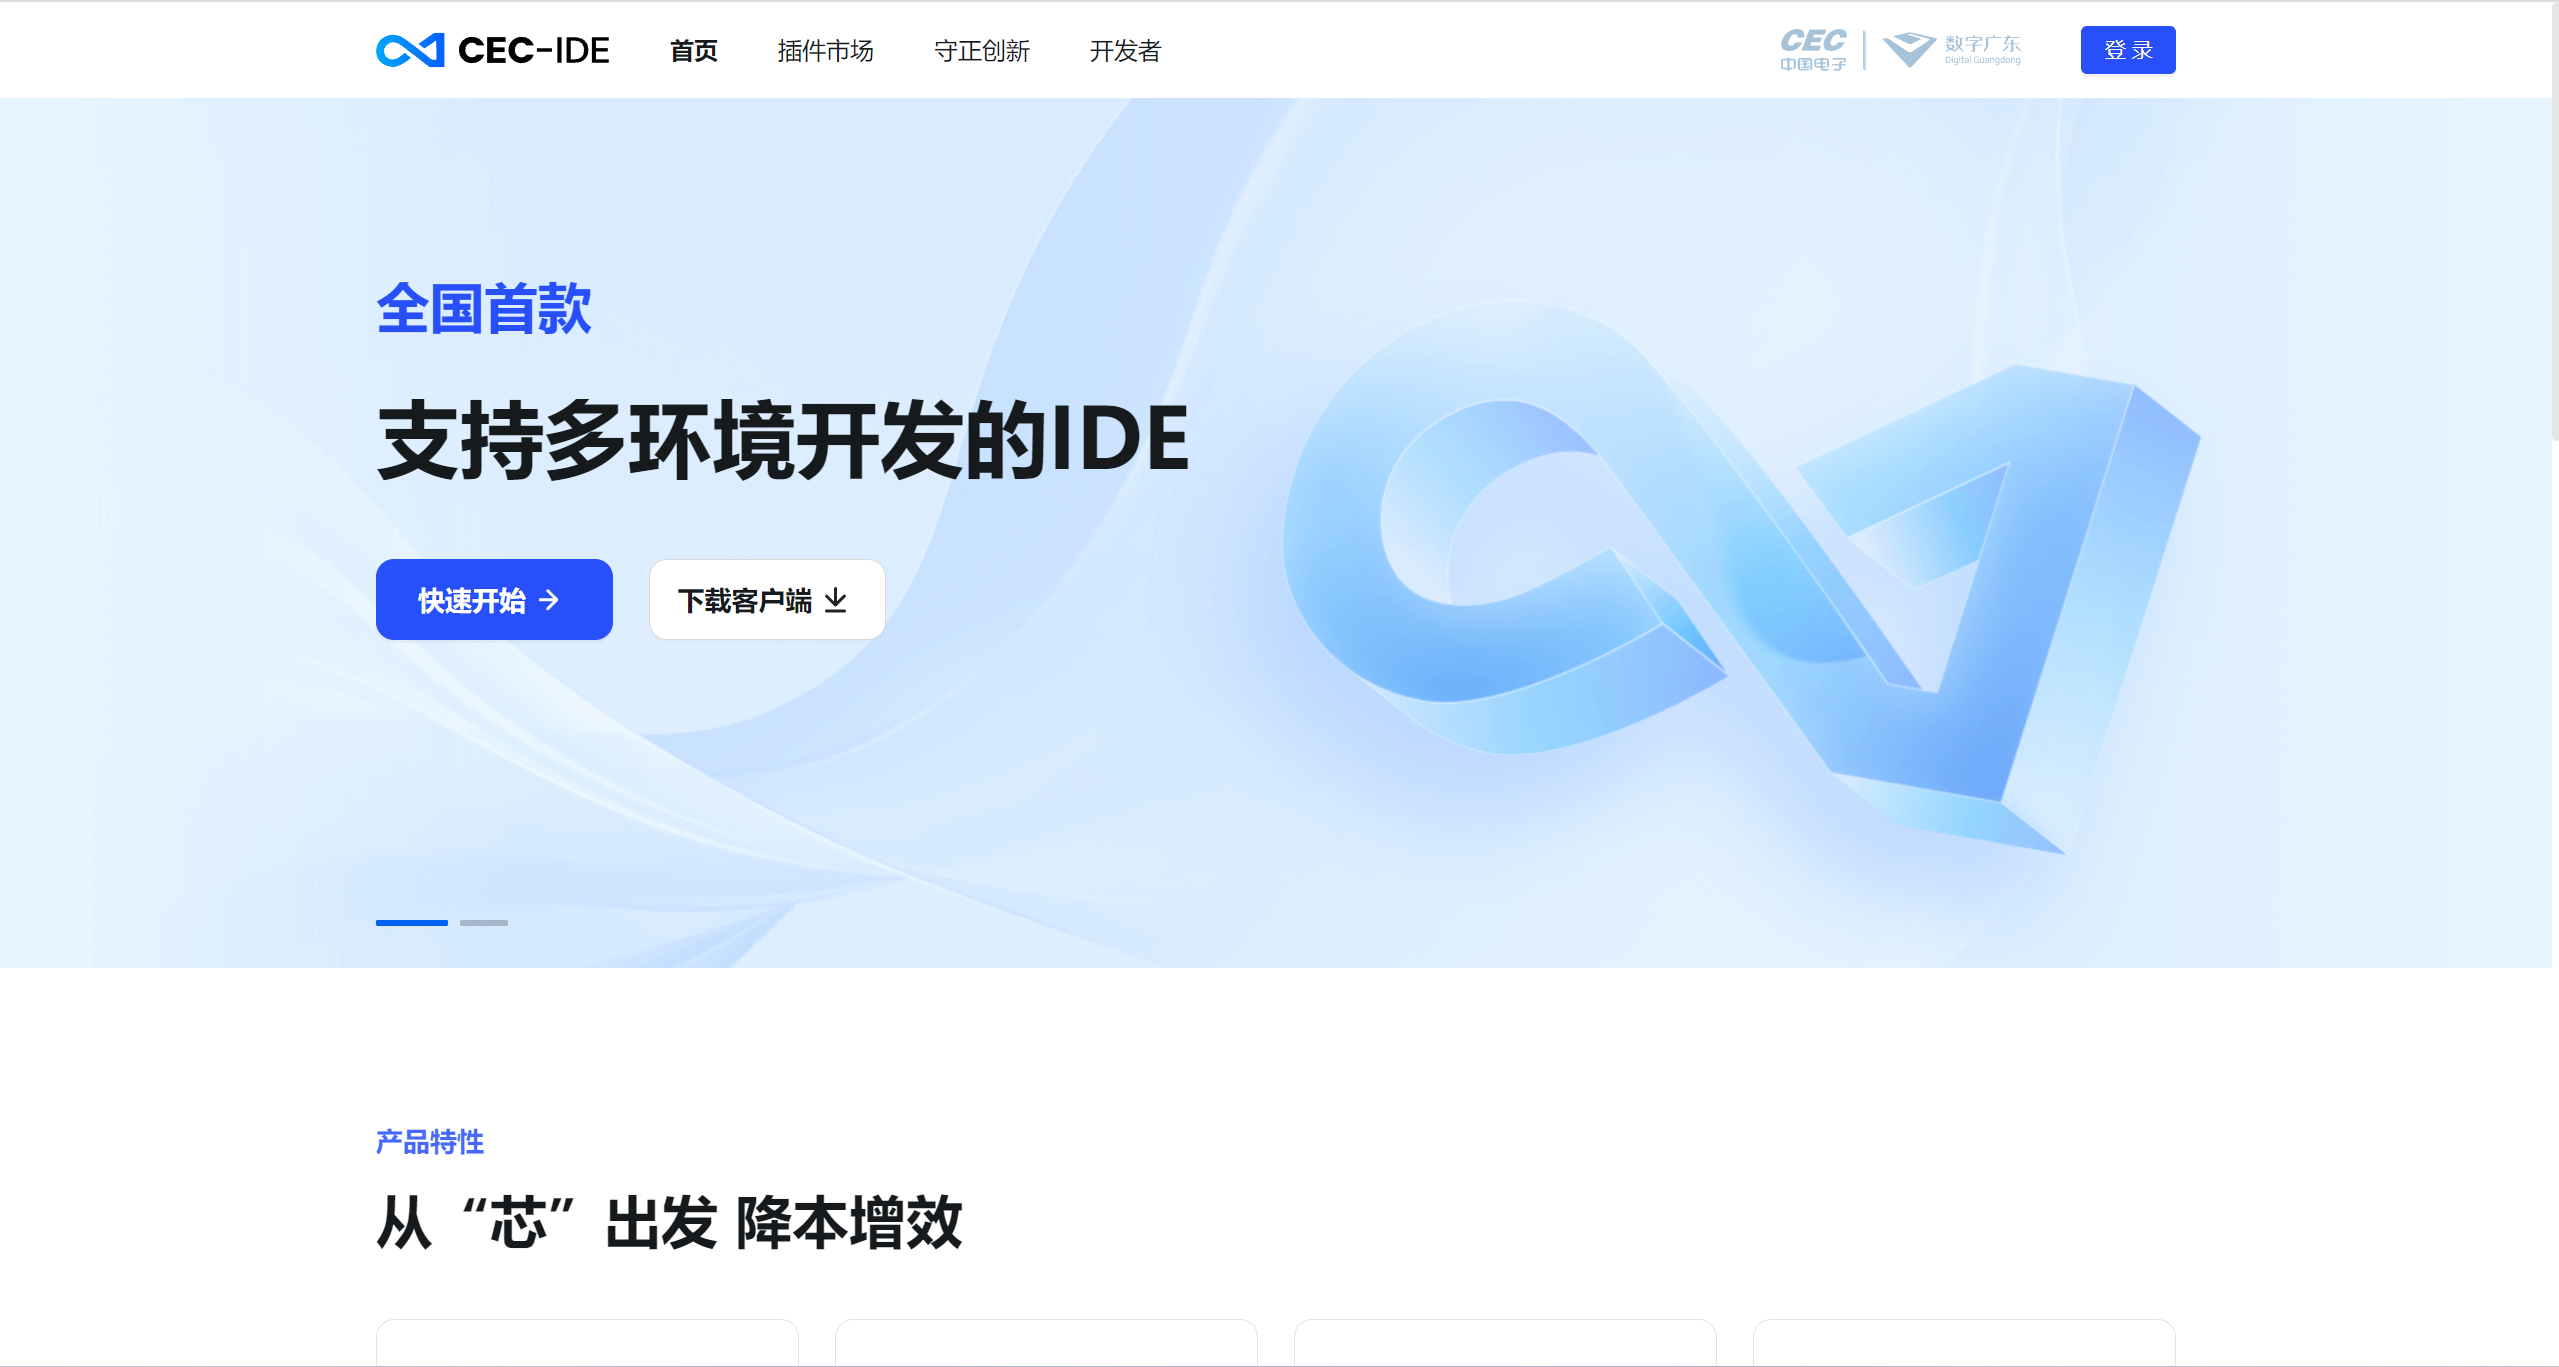 CEC-IDE
首页
插件市场
守正创新
开发者
CEC
中国电子
数字广东
Digital Guangdong
登录
全国首款
支持多环境开发的IDE
快速开始
下载客户端
产品特性
从“芯”出发 降本增效